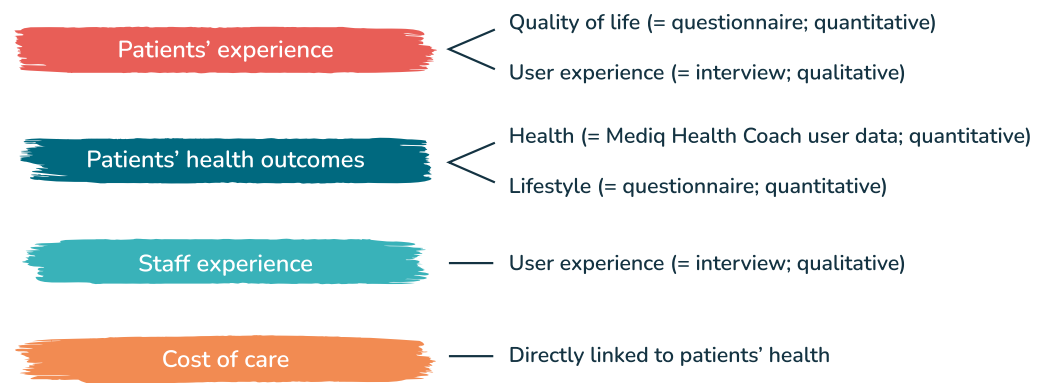 Patients’ experience
Quality of life (= questionnaire; quantitative)
User experience (= interview; qualitative)
Patients’ health outcomes
Health (= Mediq Health Coach user data; quantitative)
Lifestyle (= questionnaire; quantitative)
Staff experience
User experience (= interview; qualitative)
Cost of care
Directly linked to patients’ health